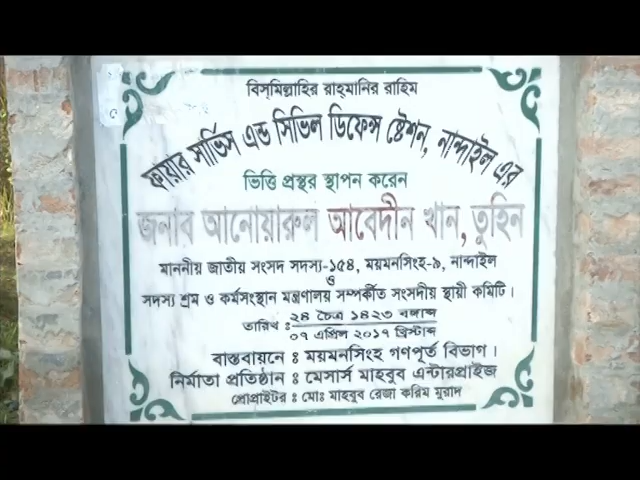 বিস্‌মিল্লাহির রাহ্‌মানির রাহিম
ফায়ার সার্ভিস এন্ড সিভিল ডিফেন্স ষ্টেশন, নান্দাইল এর
ভিত্তি প্রস্থর স্থাপন করেন
জনাব আনোয়ারুল আবেদীন খান, তুহিন
মাননীয় জাতীয় সংসদ সদস্য-১৫৪, ময়মনসিংহ-৯, নান্দাইল
ও
সদস্য শ্রম ও কর্মসংস্থান মন্ত্রণালয় সম্পর্কীত সংসদীয় স্থায়ী কমিটি।
২৪ চৈত্র ১৪২৩ বঙ্গাব্দ
তারিখ :
০৭ এপ্রিল ২০১৭ খ্রিস্টাব্দ
বাস্তবায়নে : ময়মনসিংহ গণপূর্ত বিভাগ।
নির্মাতা প্রতিষ্ঠান : মেসার্স মাহবুব এন্টারপ্রাইজ
প্রোপ্রাইটর : মোঃ মাহবুব রেজা করিম মুরাদ